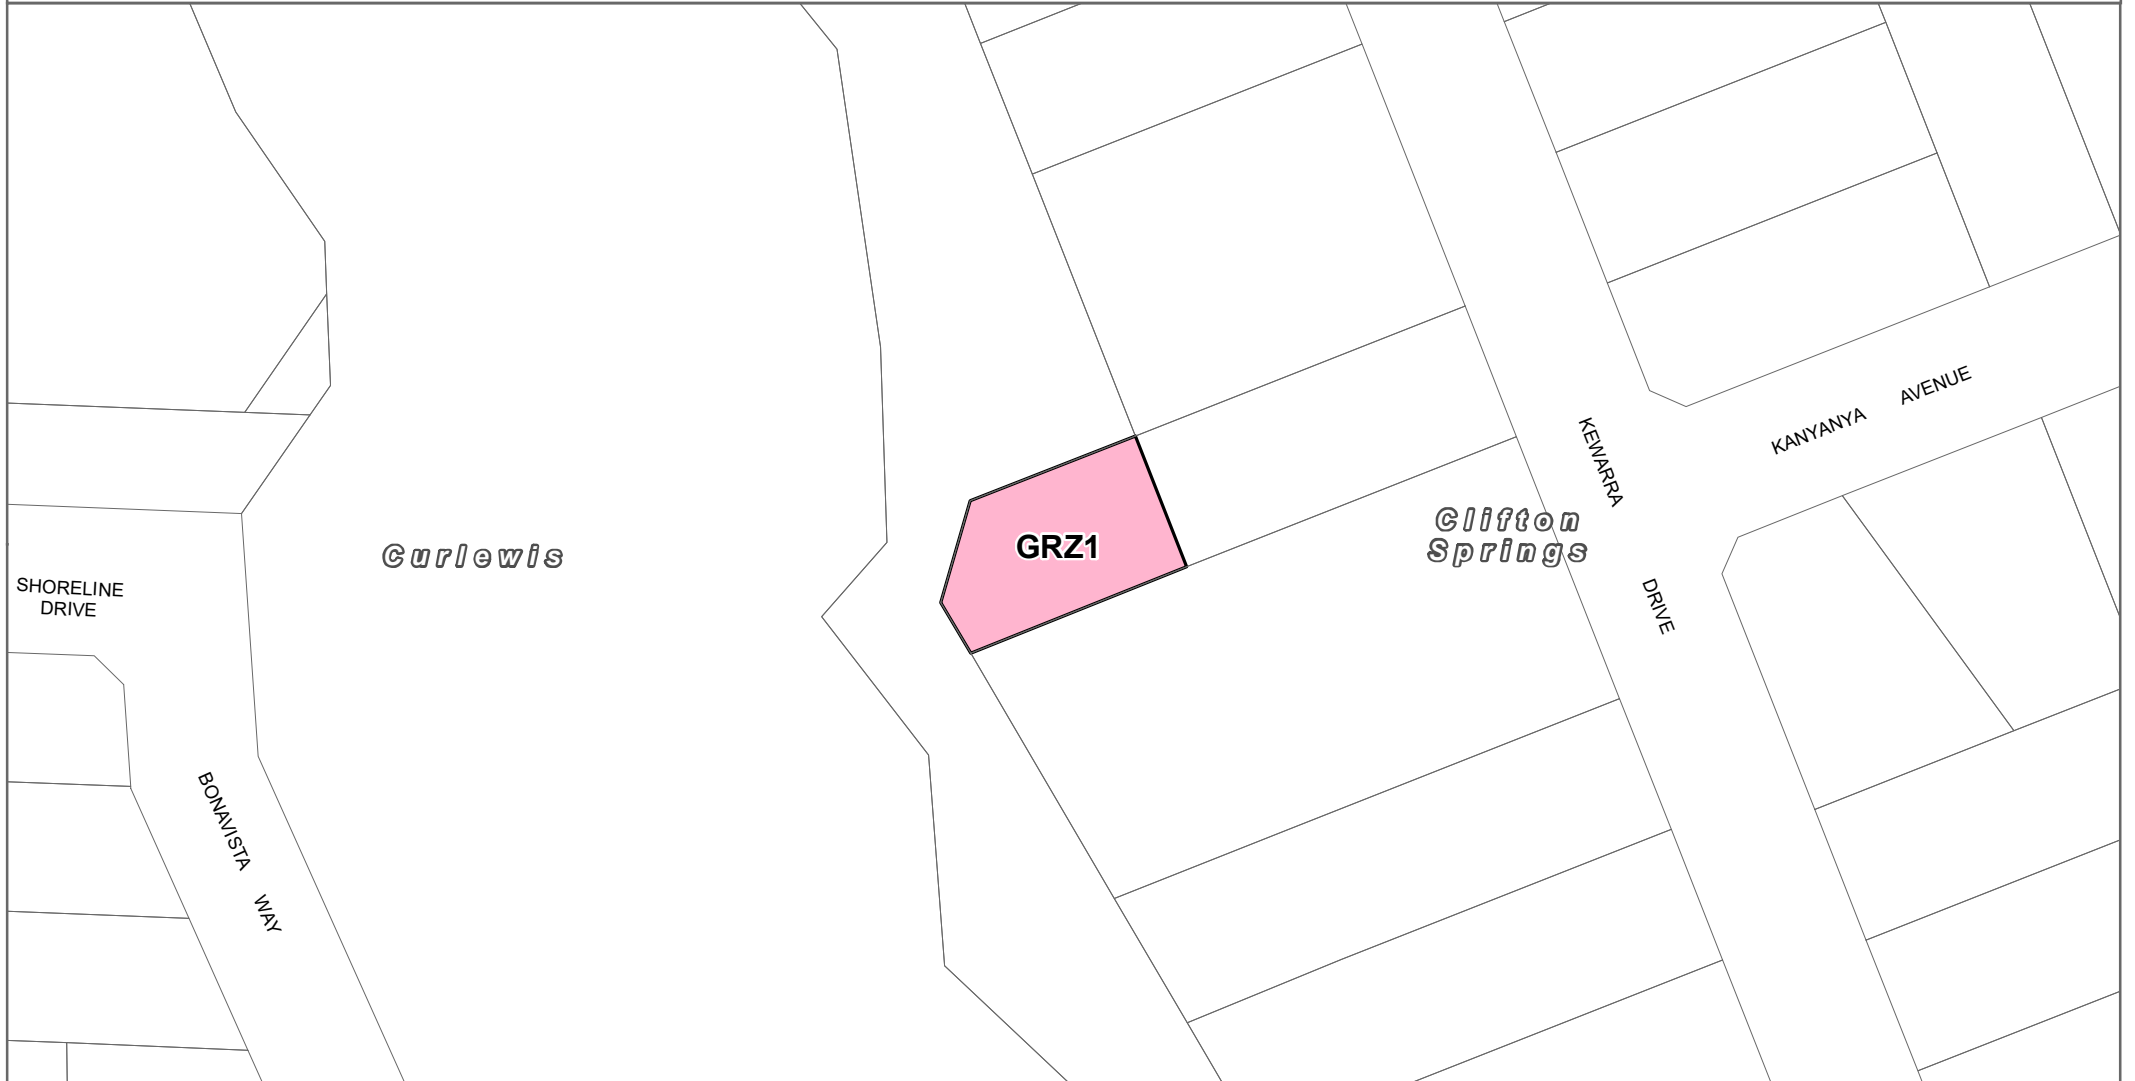 KANYANYA AVENUE
KEWARRA DRIVE
Clifton
Springs
GRZ1
Curlewis
SHORELINE
DRIVE
BONAVISTA WAY